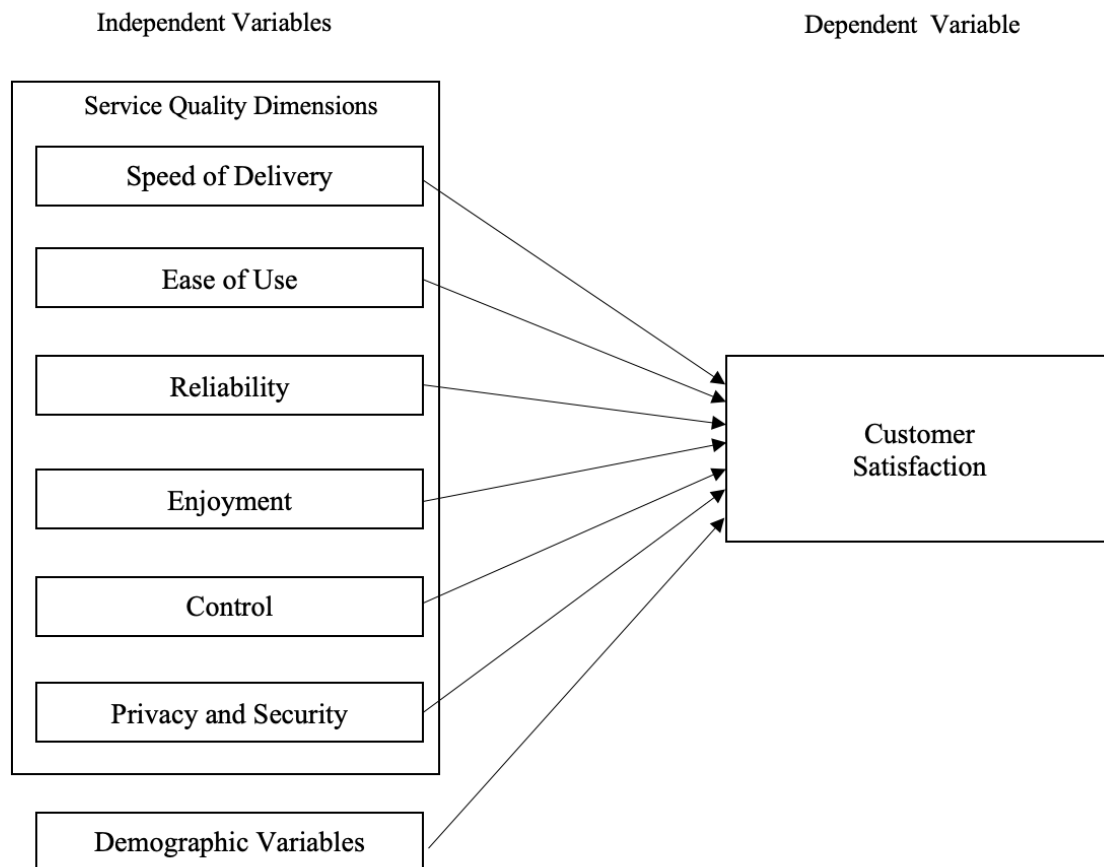 Independent Variables
Dependent Variable
Service Quality Dimensions
Speed of Delivery
Ease of Use
Reliability
Enjoyment
Control
Privacy and Security
Demographic Variables
Customer
Satisfaction